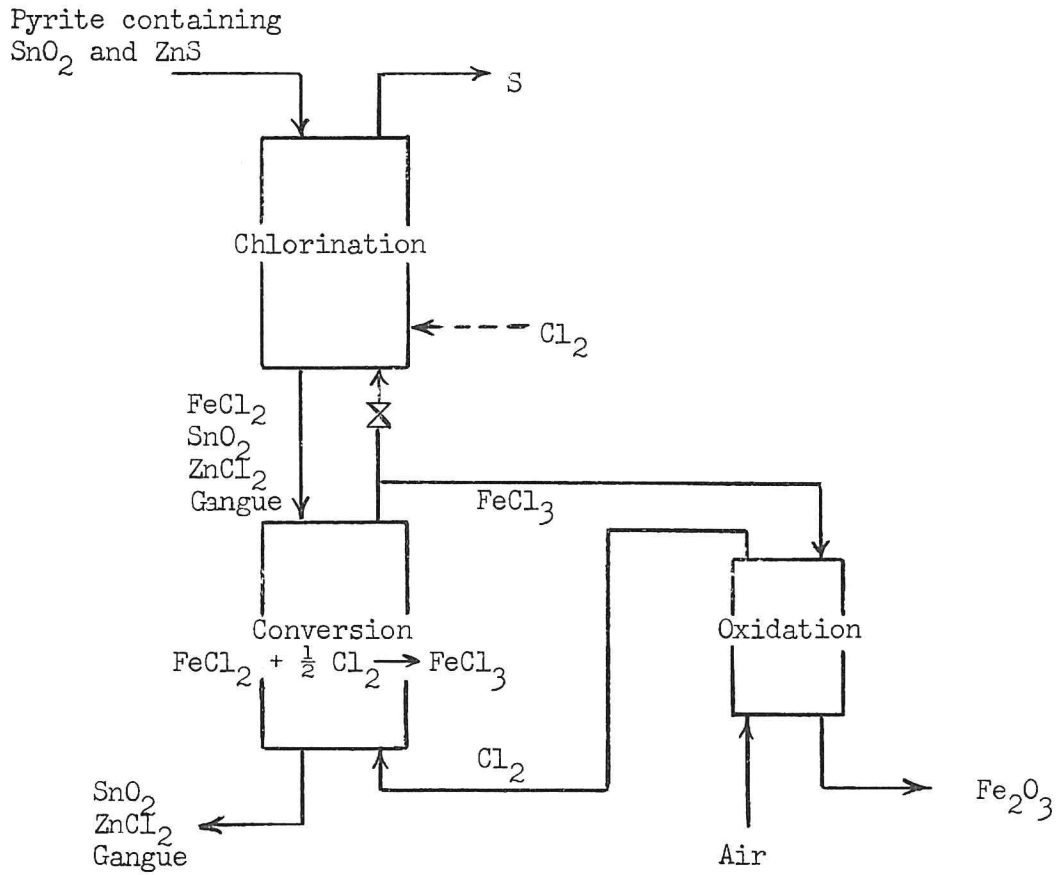 Pyrite containing
SnO₂ and ZnS
S
Chlorination
Cl₂
FeCl₂
SnO₂
ZnCl₂
Gangue
FeCl₃
Conversion
FeCl₂ + ½ Cl₂ → FeCl₃
Oxidation
Cl₂
SnO₂
ZnCl₂
Gangue
Air
Fe₂O₃